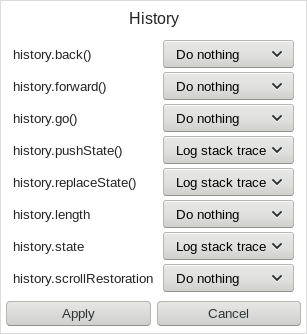 History
history.back() Do nothing
history.forward() Do nothing
history.go() Do nothing
history.pushState() Log stack trace
history.replaceState() Log stack trace
history.length Do nothing
history.state Log stack trace
history.scrollRestoration Do nothing
Apply Cancel